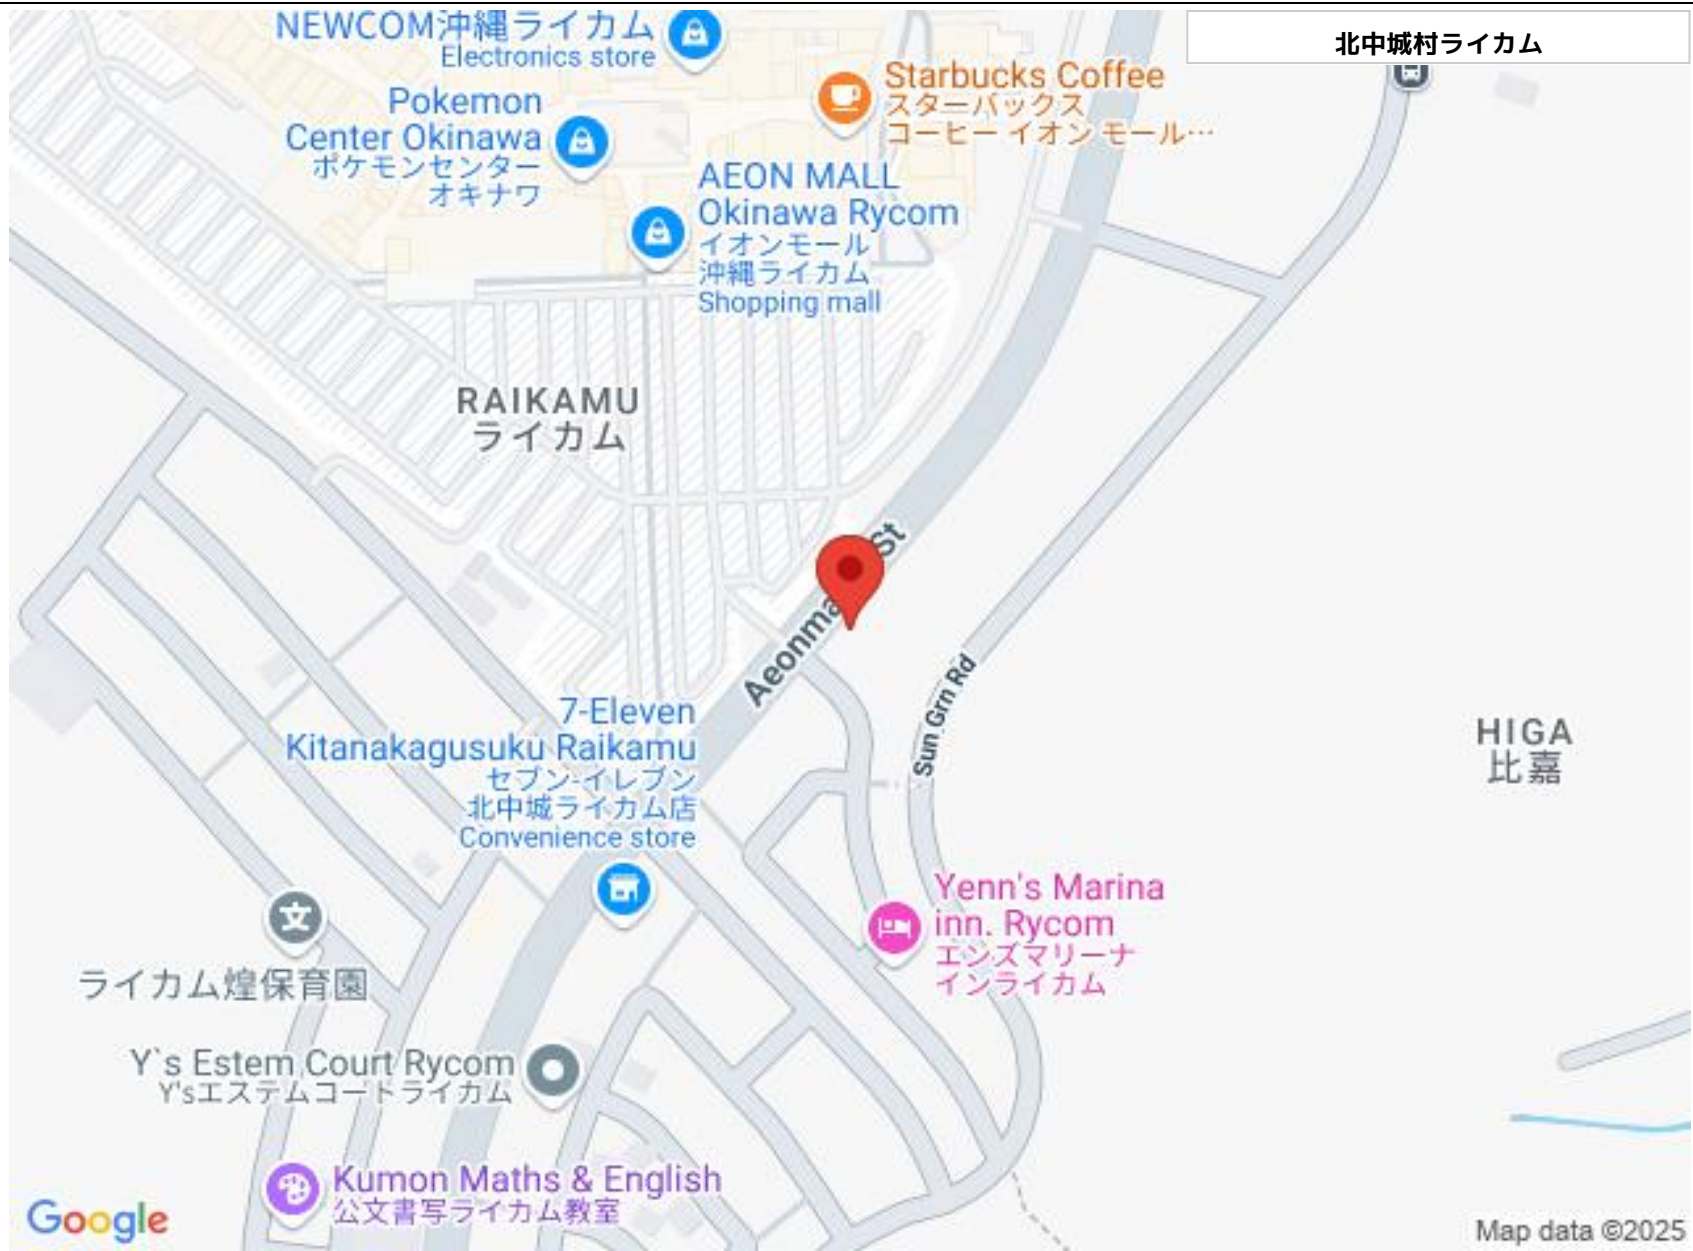 NEWCOM沖縄ライカム
Electronics store
北中城村ライカム
Pokemon
Center Okinawa
ポケモンセンター
オキナワ
Starbucks Coffee
スターバックス
コーヒー イオン モール…
AEON MALL
Okinawa Rycom
イオンモール
沖縄ライカム
Shopping mall
RAIKAMU
ライカム
Aeonma St
Sun Grn Rd
7-Eleven
Kitanakagusuku Raikamu
セブン-イレブン
北中城ライカム店
Convenience store
HIGA
比嘉
Yenn's Marina
inn. Rycom
エンズマリーナ
インライカム
ライカム煌保育園
Y`s Estem Court Rycom
Y'sエステムコートライカム
Kumon Maths & English
公文書写ライカム教室
Google
Map data ©2025